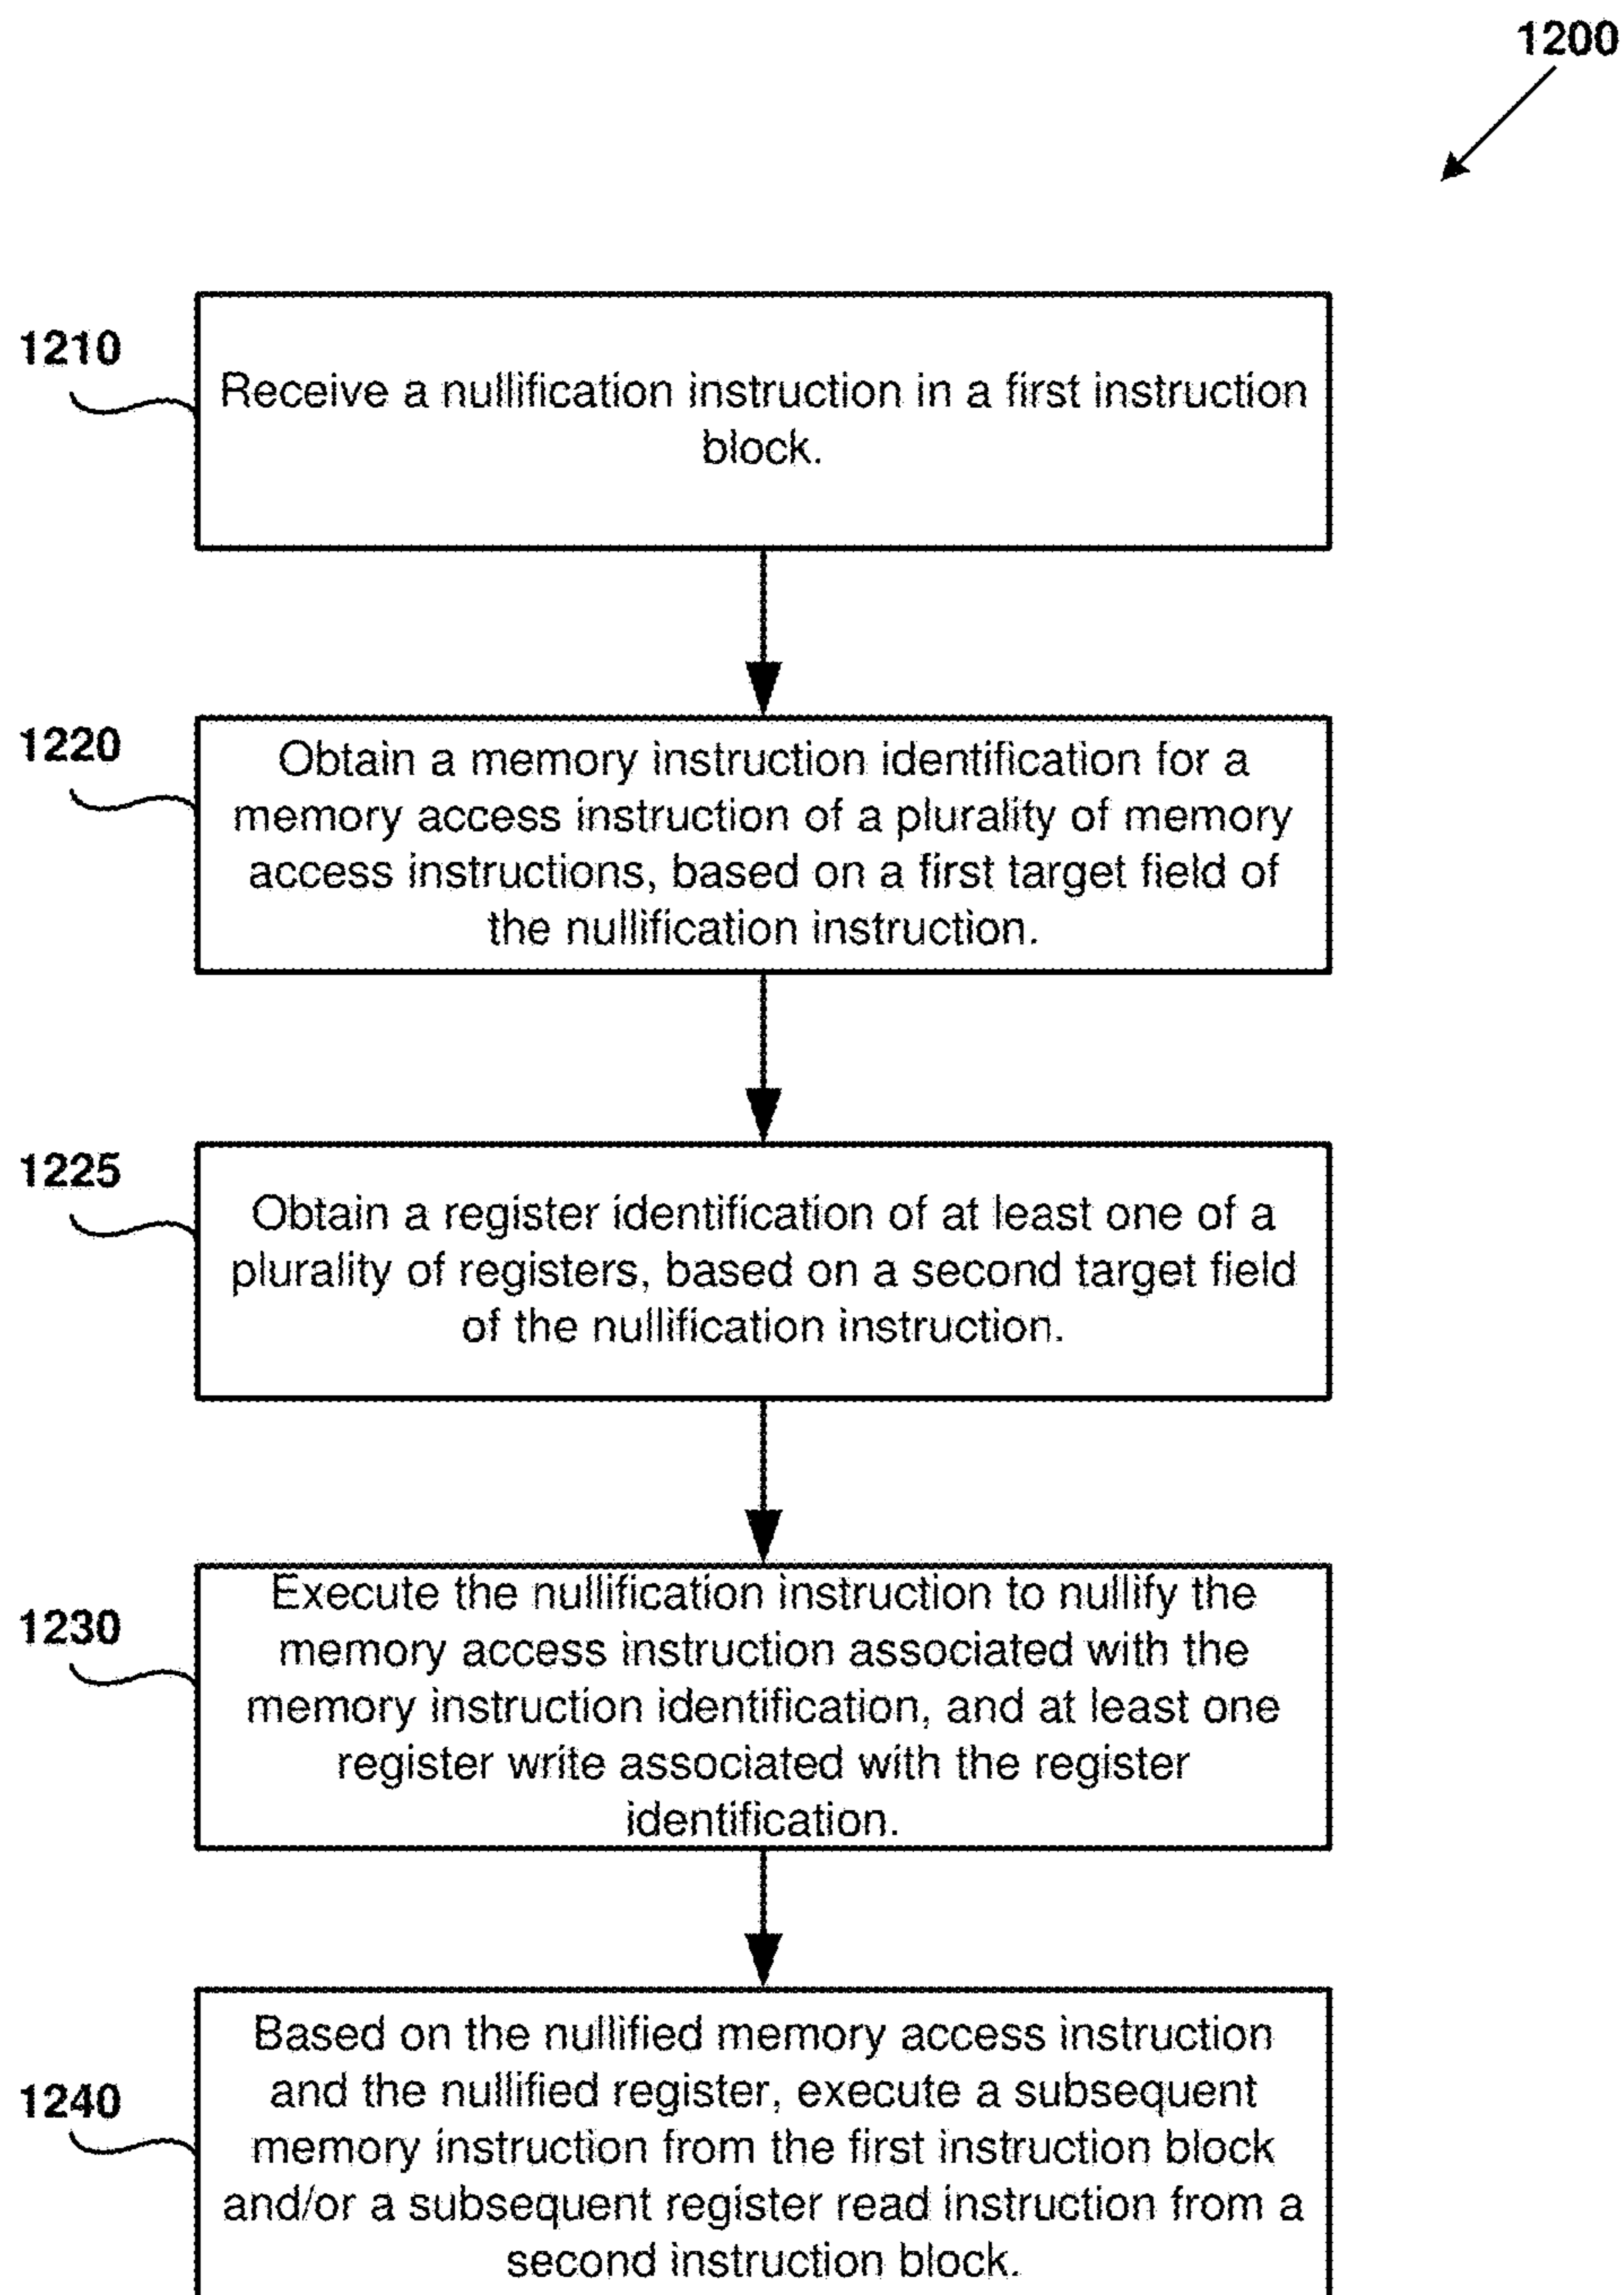 1200
1210
Receive a nullification instruction in a first instruction
block.
1220
Obtain a memory instruction identification for a
memory access instruction of a plurality of memory
access instructions, based on a first target field of
the nullification instruction.
1225
Obtain a register identification of at least one of a
plurality of registers, based on a second target field
of the nullification instruction.
1230
Execute the nullification instruction to nullify the
memory access instruction associated with the
memory instruction identification, and at least one
register write associated with the register
identification.
1240
Based on the nullified memory access instruction
and the nullified register, execute a subsequent
memory instruction from the first instruction block
and/or a subsequent register read instruction from a
second instruction block.